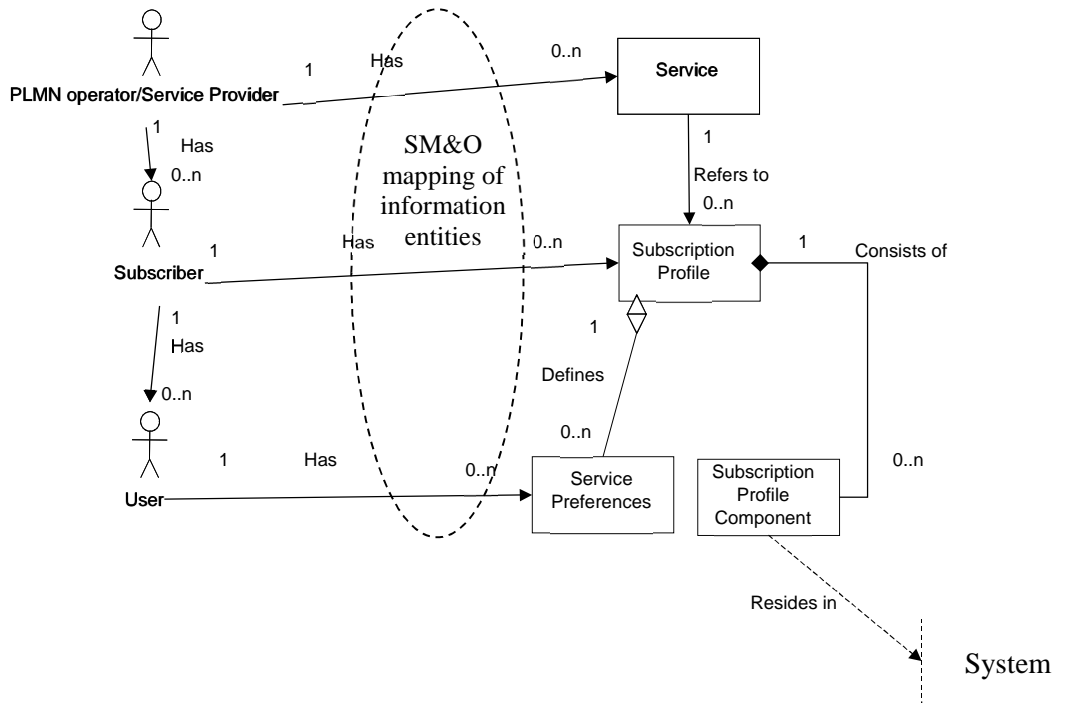 1
Has
0..n
Service
PLMN operator/Service Provider
1
Has
0..n
SM&O
mapping of
information
entities
1
Refers to
0..n
1
Has
0..n
Subscription
Profile
1
Consists of
Subscriber
1
Has
0..n
1
Defines
0..n
1
Has
0..n
Service
Preferences
Subscription
Profile
Component
0..n
User
Resides in
System